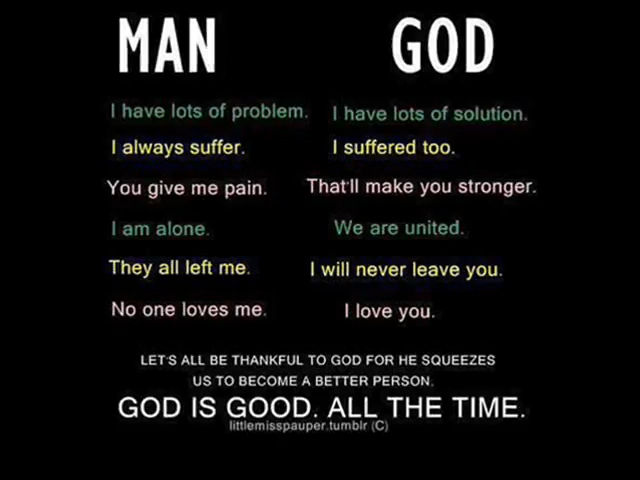 MAN GOD
I have lots of problem. I have lots of solution.
I always suffer. I suffered too.
You give me pain. That'll make you stronger.
I am alone. We are united.
They all left me. I will never leave you.
No one loves me. I love you.
LET'S ALL BE THANKFUL TO GOD FOR HE SQUEEZES
US TO BECOME A BETTER PERSON.
GOD IS GOOD. ALL THE TIME.
littlemisspauper.tumblr (C)